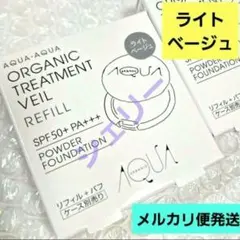 ライト
ベージュ
AQUA・AQUA
ORGANIC
TREATMENT
VEIL
REFILL
SPF50+ PA+++
POWDER
FOUNDATION
ライト
ベージュ
AQUA
シェリー
AQUA
リフィル+パフ
ケース別売り
メルカリ便発送